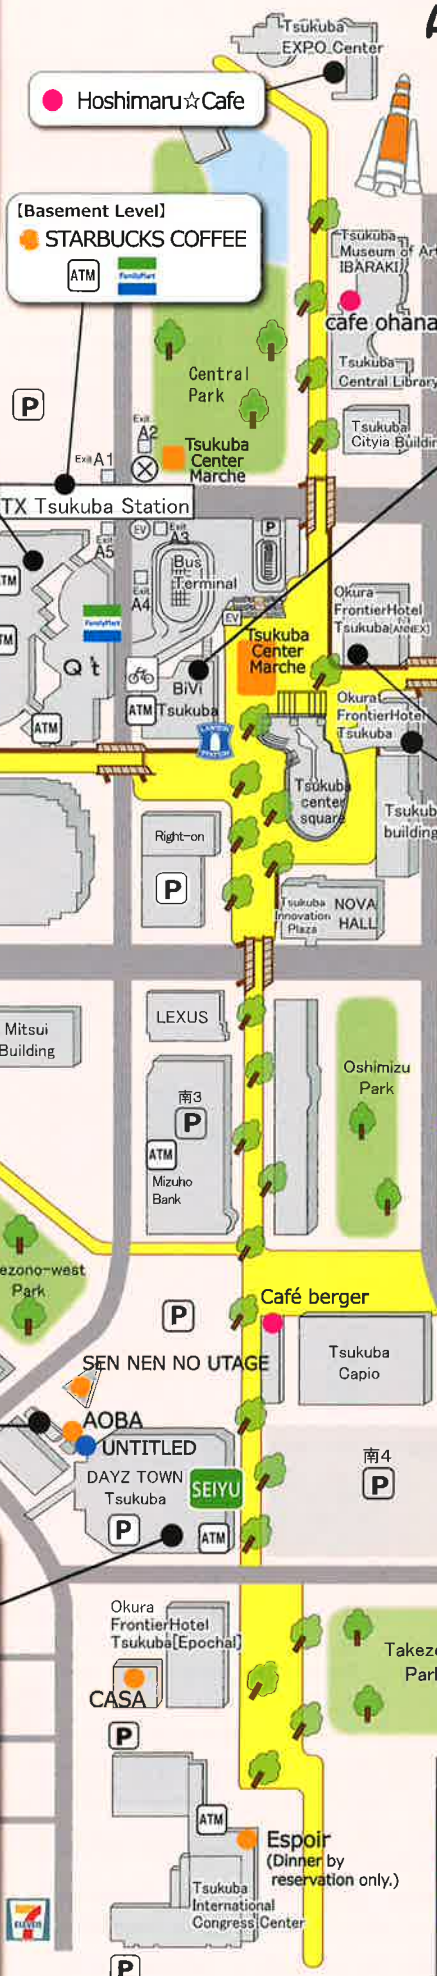 Tsukuba
EXPO Center
Hoshimaru☆Cafe
【Basement Level】
STARBUCKS COFFEE
ATM
FamilyMart
Tsukuba
Museum of Art
IBARAKI
cafe ohana
Tsukuba
Central Library
Central
Park
P
Tsukuba
Cityia Building
Exit
A2
Exit A1
Tsukuba
Center
Marche
TX Tsukuba Station
EV
Exit
A3
A5
P
Bus
Terminal
Exit
A4
EV
ATM
FamilyMart
ATM
Q't
Okura
FrontierHotel
Tsukuba[ANNEX]
Tsukuba
Center
Marche
BiVi
Tsukuba
ATM
ATM
Okura
FrontierHotel
Tsukuba
Tsukuba
center
square
Tsukub
building
Right-on
P
Tsukuba
Innovation
Plaza
NOVA
HALL
LEXUS
Mitsui
Building
南3
P
ATM
Mizuho
Bank
Oshimizu
Park
ezono-west
Park
P
Café berger
Tsukuba
Capio
SEN NEN NO UTAGE
AOBA
UNTITLED
DAYZ TOWN
Tsukuba
SEIYU
P
ATM
南4
P
Okura
FrontierHotel
Tsukuba[Epochal]
CASA
P
Takezo
Park
ATM
Espoir
(Dinner by
reservation only.)
Tsukuba
International
Congress Center
ELEVEN
P